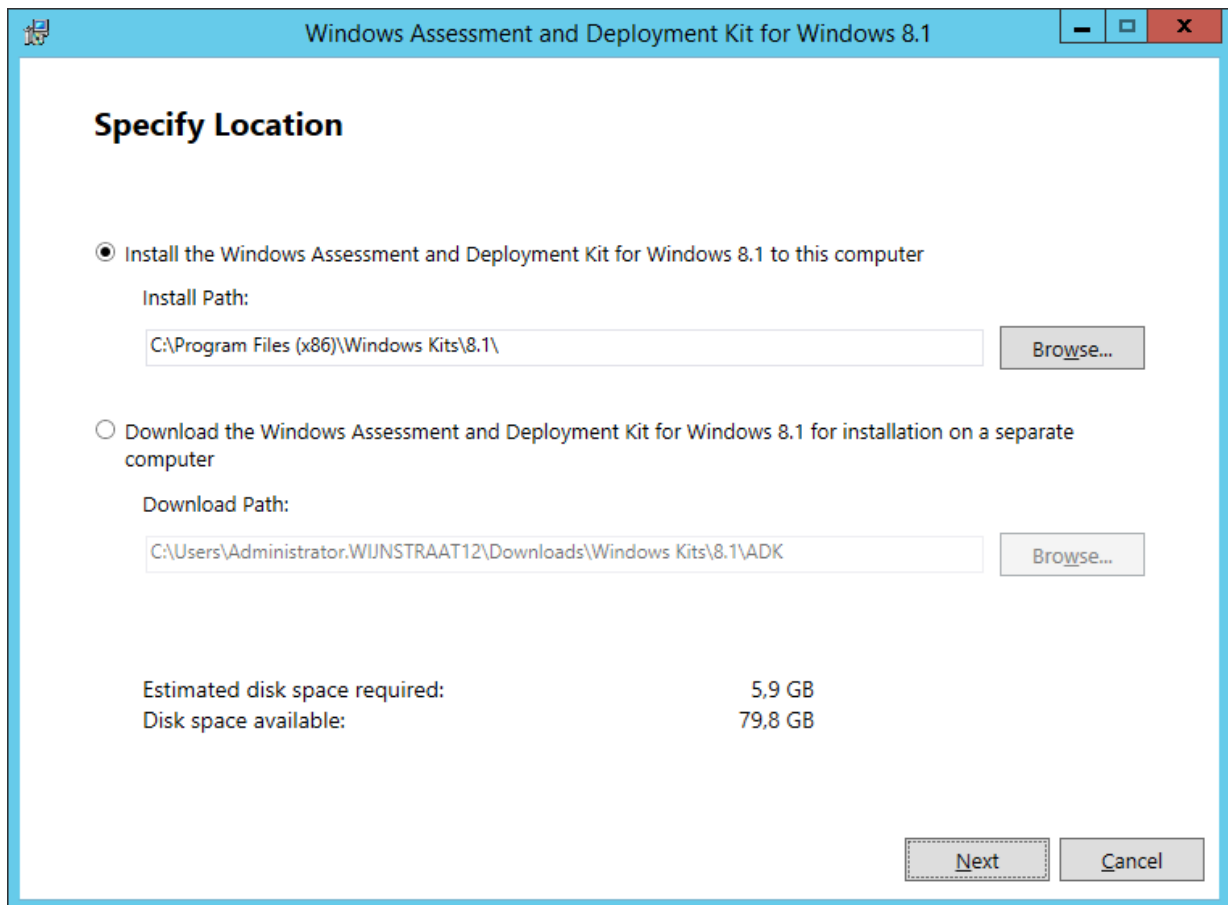 Windows Assessment and Deployment Kit for Windows 8.1
Specify Location
Install the Windows Assessment and Deployment Kit for Windows 8.1 to this computer
Install Path:
C:\Program Files (x86)\Windows Kits\8.1\
Browse...
Download the Windows Assessment and Deployment Kit for Windows 8.1 for installation on a separate
computer
Download Path:
C:\Users\Administrator.WIJNSTRAAT12\Downloads\Windows Kits\8.1\ADK
Browse...
Estimated disk space required: 5,9 GB
Disk space available: 79,8 GB
Next Cancel